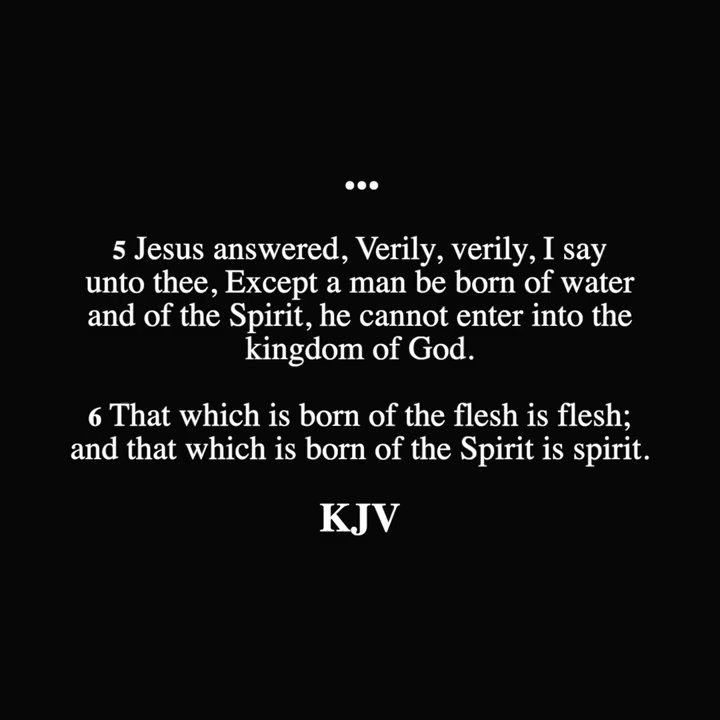 •••
5 Jesus answered, Verily, verily, I say
unto thee, Except a man be born of water
and of the Spirit, he cannot enter into the
kingdom of God.
6 That which is born of the flesh is flesh;
and that which is born of the Spirit is spirit.
KJV